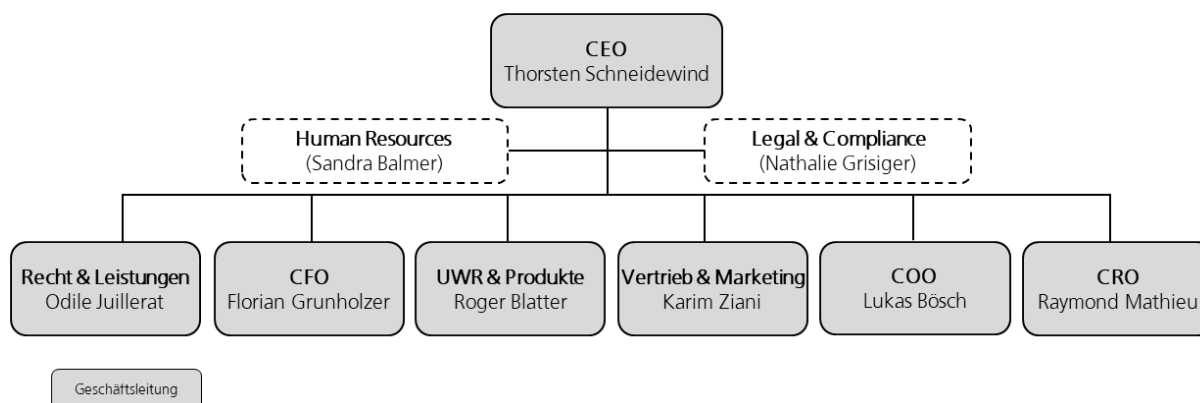 CEO
Thorsten Schneidewind
Human Resources
(Sandra Balmer)
Legal & Compliance
(Nathalie Grisiger)
Recht & Leistungen
Odile Juillerat
CFO
Florian Grunholzer
UWR & Produkte
Roger Blatter
Vertrieb & Marketing
Karim Ziani
COO
Lukas Bösch
CRO
Raymond Mathieu
Geschäftsleitung